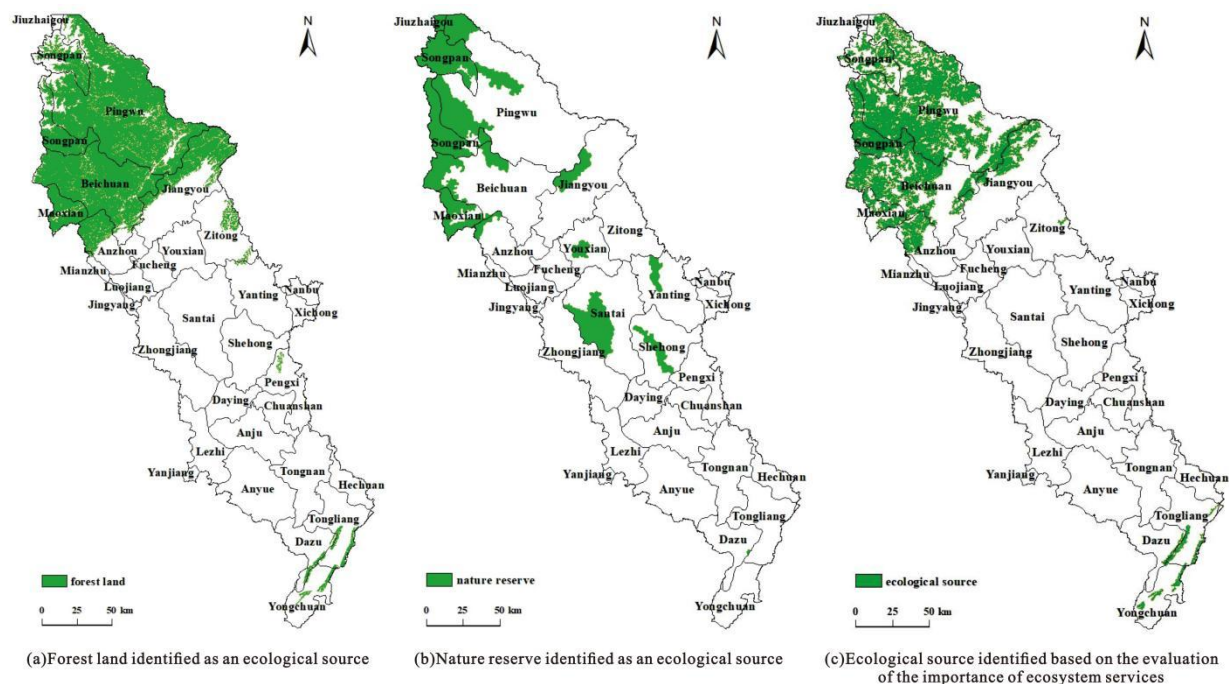 Jiuzhaigou
Songpan
Pingwu
Songpan
Beichuan
Jiangyou
Maoxian
Zitong
Anzhou
Youxian
Mianzhu
Fucheng
Luojiang
Jingyang
Yanting
Nanbu
Xichong
Santai
Shehong
Zhongjiang
Pengxi
Daying
Chuanshan
Anju
Lezhi
Yanjiang
Tongnan
Anyue
Hechuan
Tongliang
Dazu
Yongchuan
N
forest land
0 25 50 km
(a)Forest land identified as an ecological source
Jiuzhaigou
Songpan
Pingwu
Songpan
Beichuan
Jiangyou
Maoxian
Zitong
Anzhou
Youxian
Mianzhu
Fucheng
Luojiang
Jingyang
Yanting
Nanbu
Xichong
Santai
Shehong
Zhongjiang
Pengxi
Daying
Chuanshan
Anju
Lezhi
Yanjiang
Tongnan
Anyue
Hechuan
Tongliang
Dazu
Yongchuan
N
nature reserve
0 25 50 km
(b)Nature reserve identified as an ecological source
Jiuzhaigou
Songpan
Pingwu
Songpan
Beichuan
Jiangyou
Maoxian
Zitong
Anzhou
Youxian
Mianzhu
Fucheng
Luojiang
Jingyang
Yanting
Nanbu
Xichong
Santai
Shehong
Zhongjiang
Pengxi
Daying
Chuanshan
Anju
Lezhi
Yanjiang
Tongnan
Anyue
Hechuan
Tongliang
Dazu
Yongchuan
N
ecological source
0 25 50 km
(c)Ecological source identified based on the evaluation
of the importance of ecosystem services